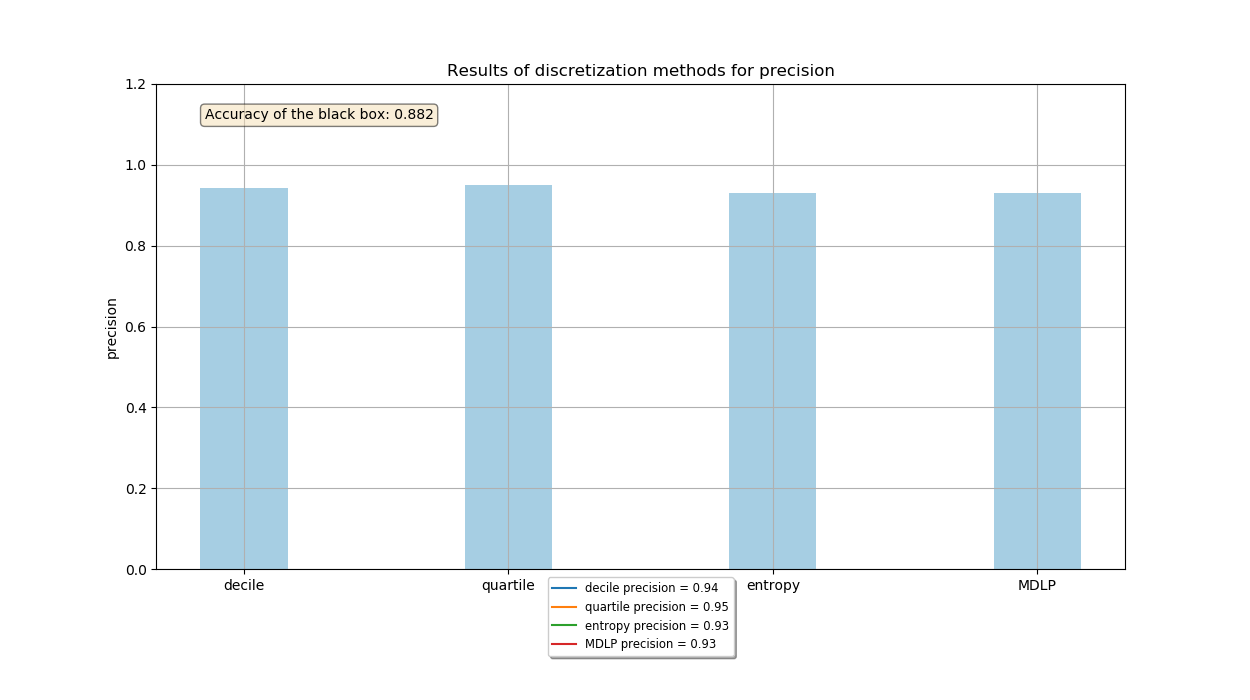 Results of discretization methods for precision
1.2
Accuracy of the black box: 0.882
1.0
0.8
0.6
precision
0.4
0.2
0.0
decile
quartile
entropy
MDLP
decile precision = 0.94
quartile precision = 0.95
entropy precision = 0.93
MDLP precision = 0.93